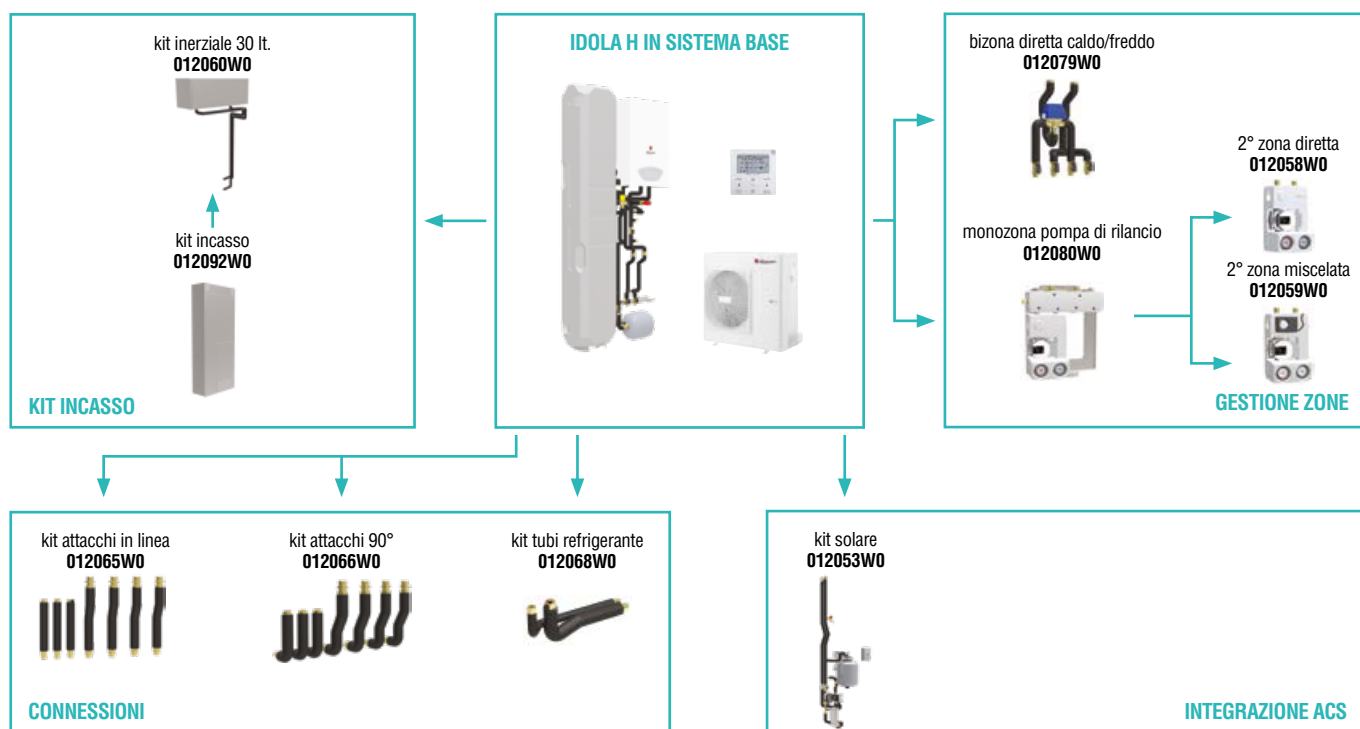 kit inerziale 30 lt.
012060W0
kit incasso
012092W0
KIT INCASSO
IDOLA H IN SISTEMA BASE
bizona diretta caldo/freddo
012079W0
2° zona diretta
012058W0
monozona pompa di rilancio
012080W0
2° zona miscelata
012059W0
GESTIONE ZONE
kit attacchi in linea
012065W0
kit attacchi 90°
012066W0
kit tubi refrigerante
012068W0
CONNESSIONI
kit solare
012053W0
INTEGRAZIONE ACS